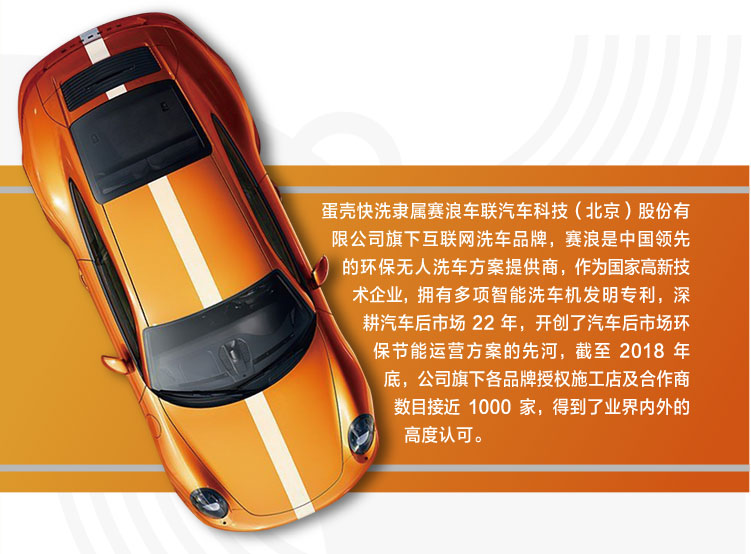 蛋壳快洗隶属赛浪车联汽车科技（北京）股份有
限公司旗下互联网洗车品牌，赛浪是中国领先
的环保无人洗车方案提供商，作为国家高新技
术企业，拥有多项智能洗车机发明专利，深
耕汽车后市场 22 年，开创了汽车后市场环
保节能运营方案的先河，截至 2018 年
底，公司旗下各品牌授权施工店及合作商
数目接近 1000 家，得到了业界内外的
高度认可。